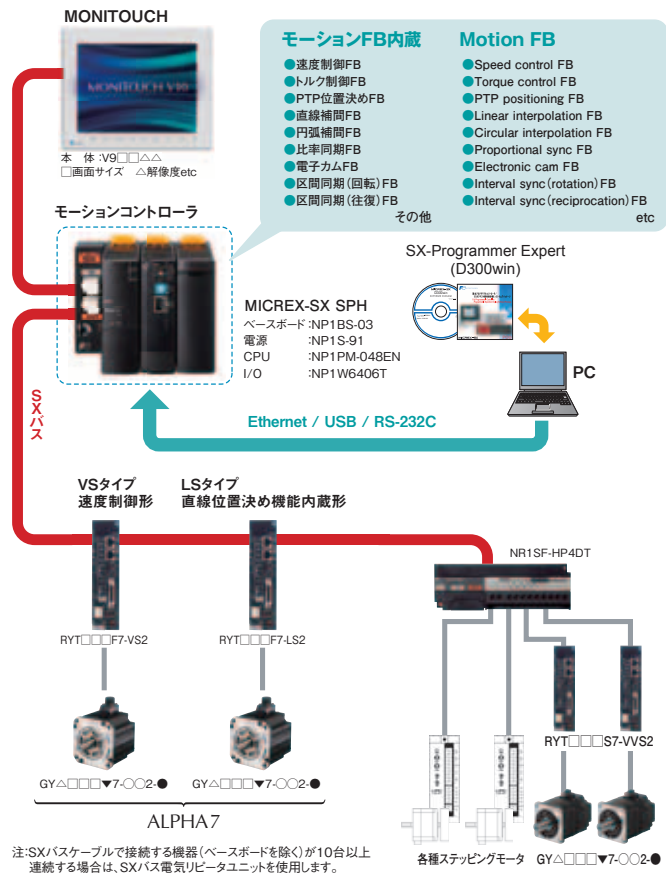 MONITOUCH
MONITOUCH V9
本　体:V9□□△△
□画面サイズ　△解像度etc
モーションFB内蔵
●速度制御FB
●トルク制御FB
●PTP位置決めFB
●直線補間FB
●円弧補間FB
●比率同期FB
●電子カムFB
●区間同期(回転)FB
●区間同期(往復)FB
その他
Motion FB
●Speed control FB
●Torque control FB
●PTP positioning FB
●Linear interpolation FB
●Circular interpolation FB
●Proportional sync FB
●Electronic cam FB
●Interval sync(rotation)FB
●Interval sync(reciprocation)FB
etc
モーションコントローラ
MICREX-SX SPH
ベースボード:NP1BS-03
電源　:NP1S-91
CPU　:NP1PM-048EN
I/O　:NP1W6406T
SX-Programmer Expert
(D300win)
PC
Ethernet / USB / RS-232C
SXバス
VSタイプ
速度制御形
LSタイプ
直線位置決め機能内蔵形
RYT□□□F7-VS2
RYT□□□F7-LS2
GY△□□□▼7-○○2-●
GY△□□□▼7-○○2-●
ALPHA7
NR1SF-HP4DT
RYT□□□S7-VVS2
各種ステッピングモータ
GY△□□□▼7-○○2-●
注:SXバスケーブルで接続する機器(ベースボードを除く)が10台以上
連続する場合は、SXバス電気リピータユニットを使用します。